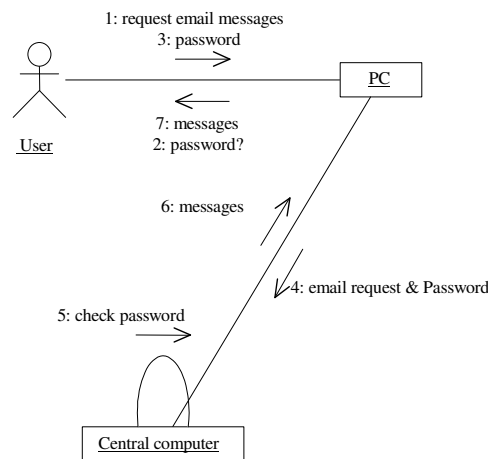 1: request email messages
3: password
PC
User
7: messages
2: password?
6: messages
4: email request & Password
5: check password
Central computer